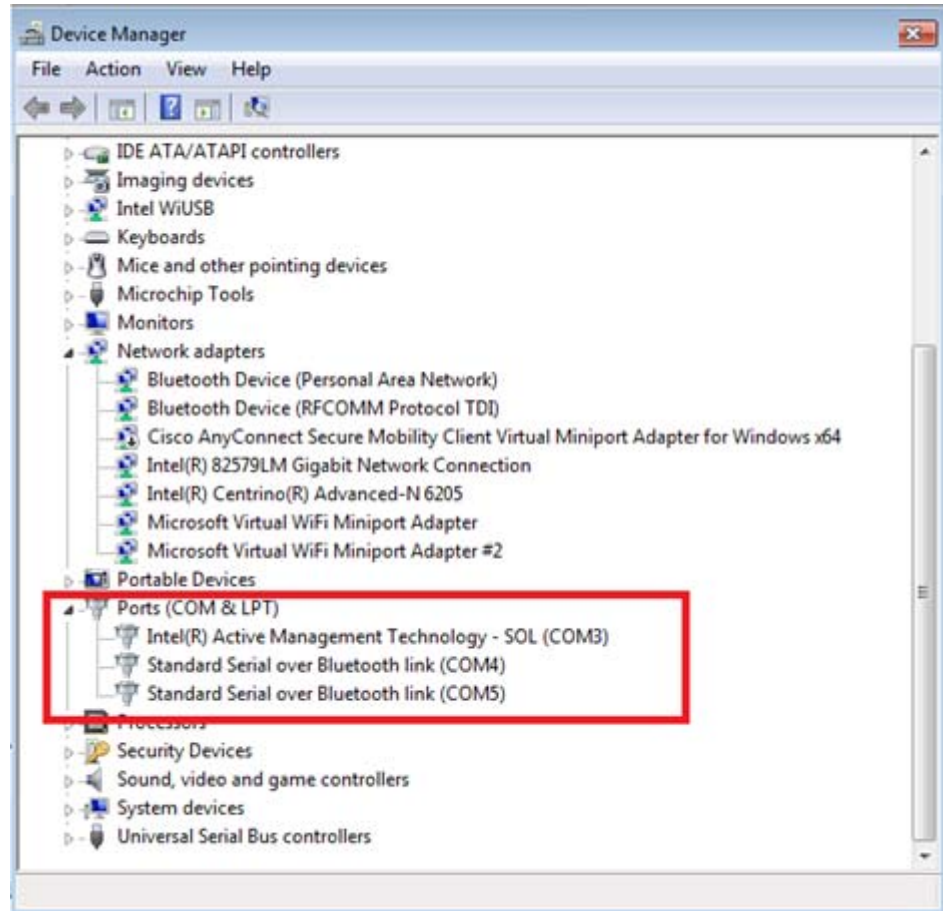 Device Manager
File Action View Help
IDE ATA/ATAPI controllers
Imaging devices
Intel WiUSB
Keyboards
Mice and other pointing devices
Microchip Tools
Monitors
Network adapters
Bluetooth Device (Personal Area Network)
Bluetooth Device (RFCOMM Protocol TDI)
Cisco AnyConnect Secure Mobility Client Virtual Miniport Adapter for Windows x64
Intel(R) 82579LM Gigabit Network Connection
Intel(R) Centrino(R) Advanced-N 6205
Microsoft Virtual WiFi Miniport Adapter
Microsoft Virtual WiFi Miniport Adapter #2
Portable Devices
Ports (COM & LPT)
Intel(R) Active Management Technology - SOL (COM3)
Standard Serial over Bluetooth link (COM4)
Standard Serial over Bluetooth link (COM5)
Processors
Security Devices
Sound, video and game controllers
System devices
Universal Serial Bus controllers